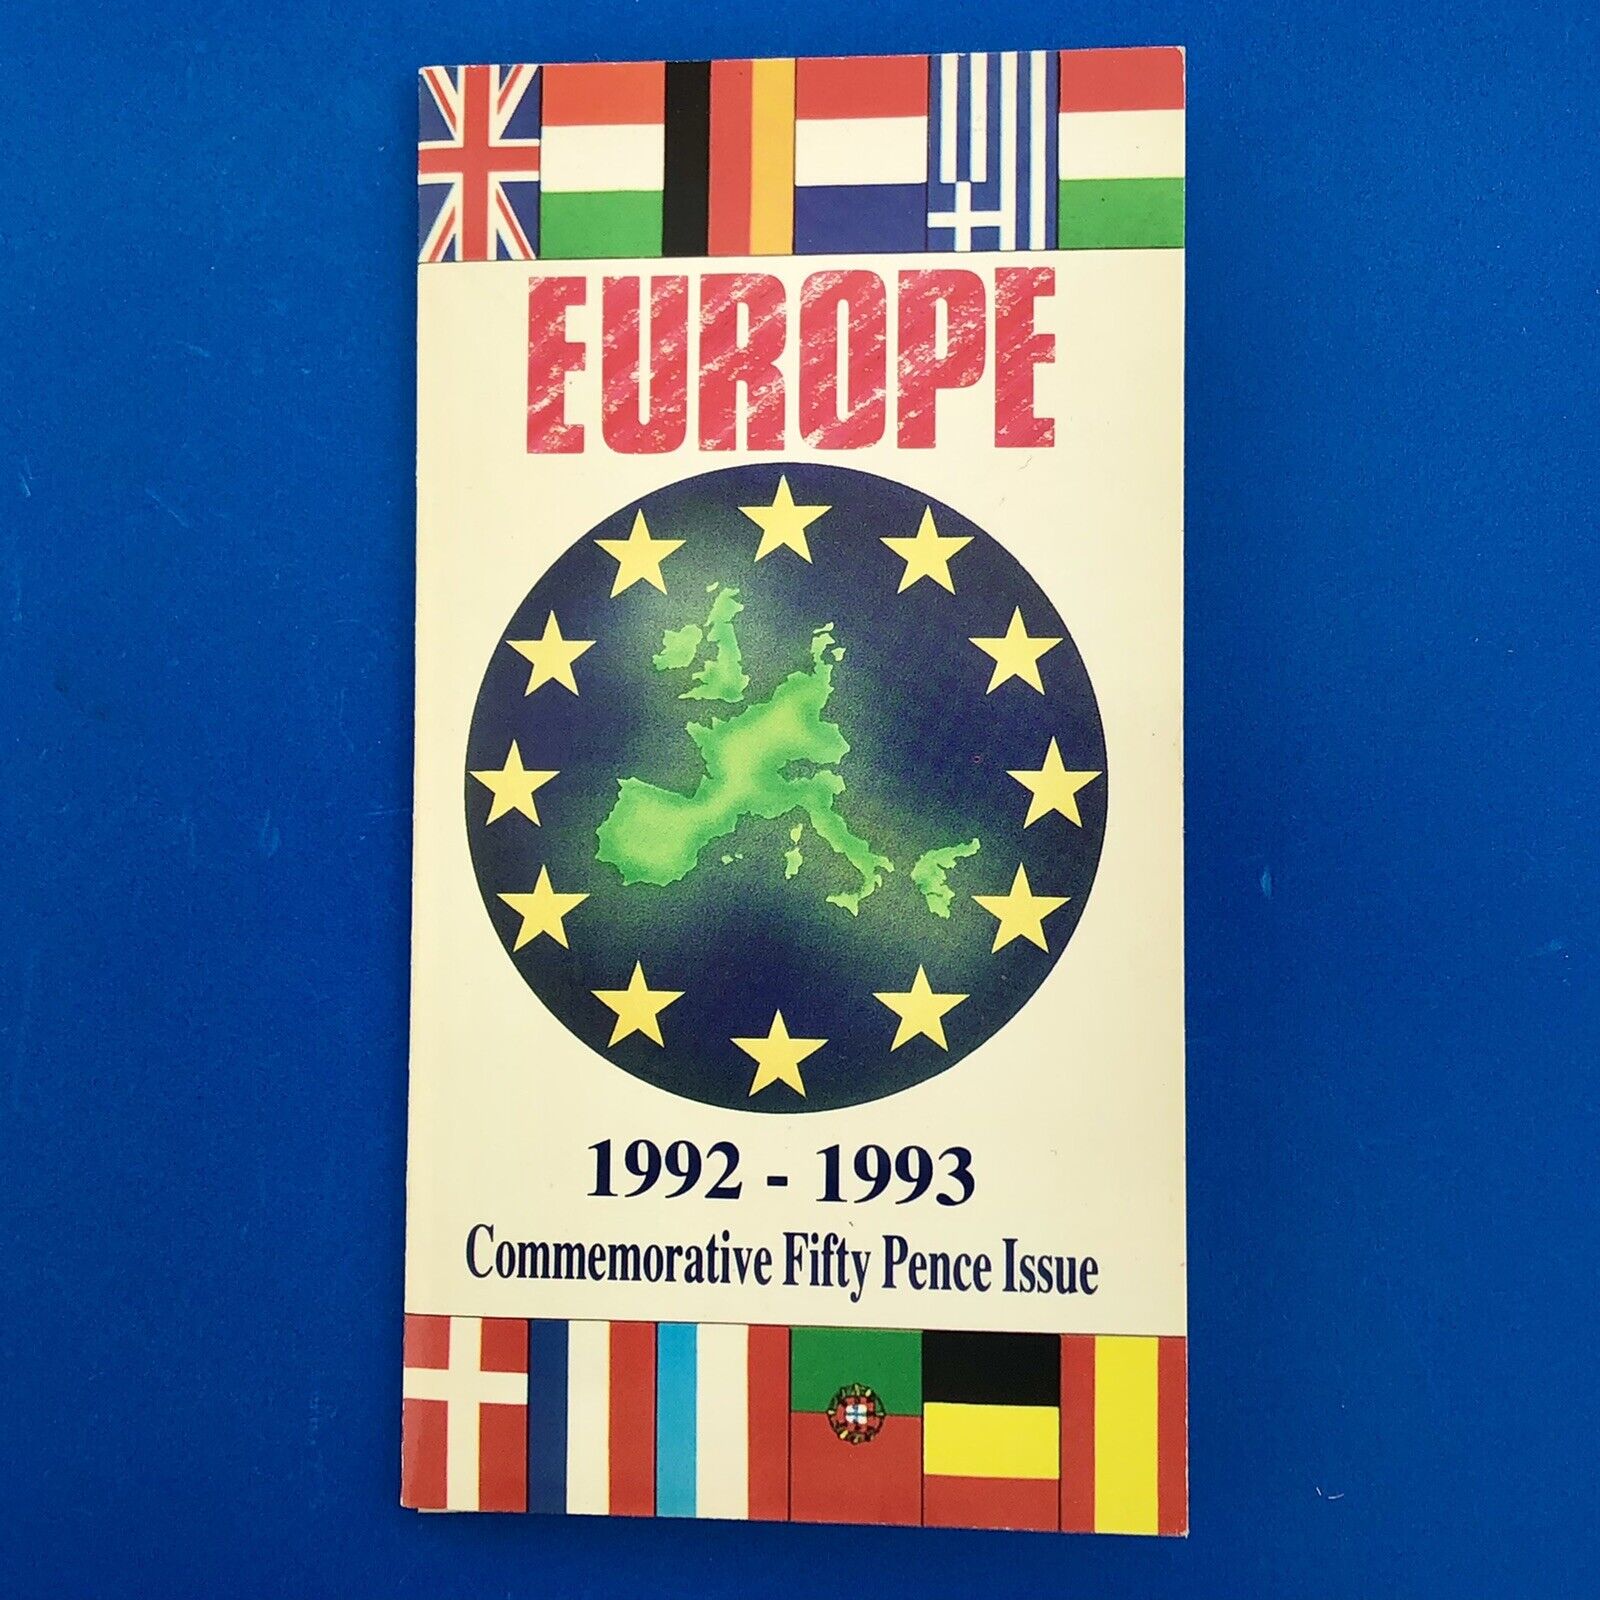 EUROPE
1992 - 1993
Commemorative Fifty Pence Issue